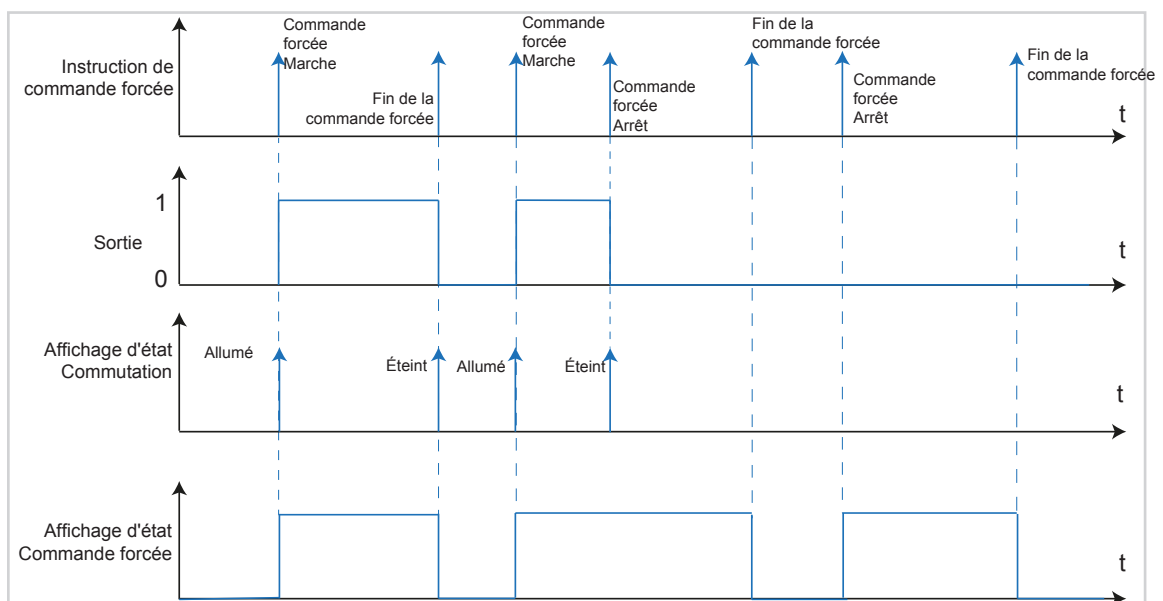 Instruction de
commande forcée
Commande
forcée
Marche
Fin de la
commande forcée
Commande
forcée
Marche
Commande
forcée
Arrêt
Fin de la
commande forcée
Commande
forcée
Arrêt
Fin de la
commande forcée
t
1
Sortie
0
t
Affichage d'état
Commutation
Allumé
Éteint
Allumé
Éteint
t
Affichage d'état
Commande forcée
t